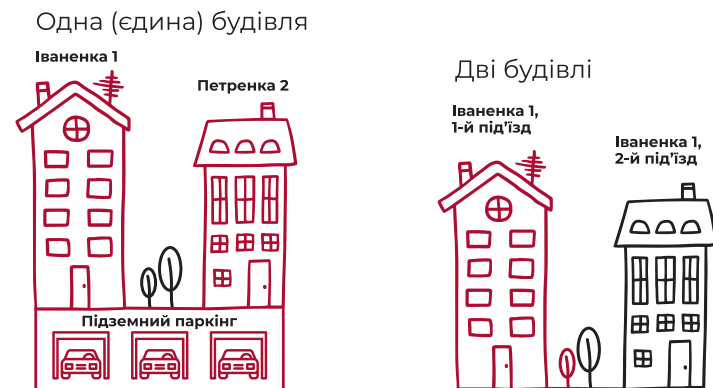 Одна (єдина) будівля
Іваненка 1
Петренка 2
Підземний паркінг
Дві будівлі
Іваненка 1,
1-й під’їзд
Іваненка 1,
2-й під’їзд